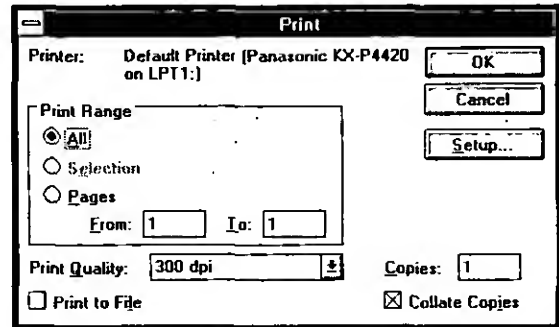 Print
Printer: Default Printer (Panasonic KX-P4420
on LPT1:)
OK
Cancel
Setup...
Print Range
All
Selection
Pages
From: 1 To: 1
Print Quality: 300 dpi
Copies: 1
Print to File
Collate Copies